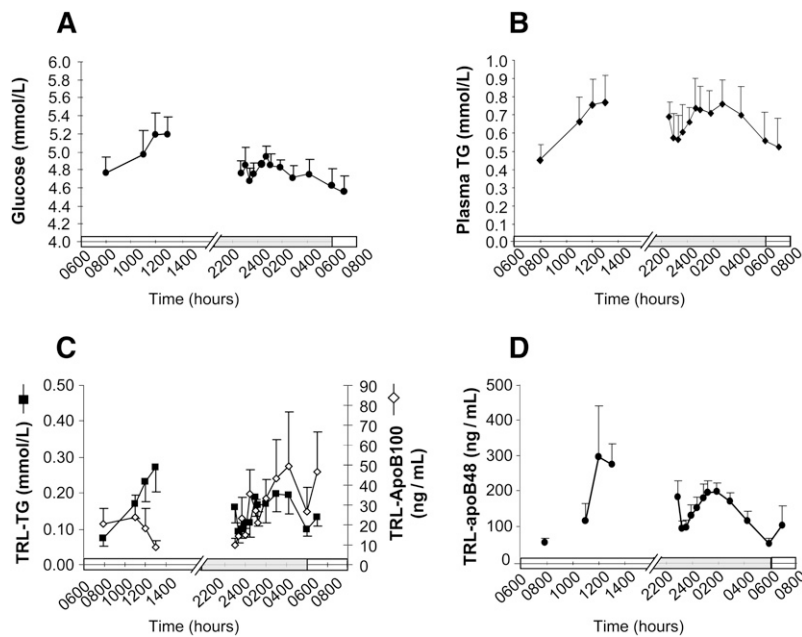 A
Glucose (mmol/L)
6.0
5.8
5.6
5.4
5.2
5.0
4.8
4.6
4.4
4.2
4.0
0600 0800 1000 1200 1400 2200 2400 0200 0400 0600 0800
Time (hours)
B
Plasma TG (mmol/L)
1.0
0.9
0.8
0.7
0.6
0.5
0.4
0.3
0.2
0.1
0.0
0600 0800 1000 1200 1400 2200 2400 0200 0400 0600 0800
Time (hours)
C
TRL-TG (mmol/L)
0.50
0.40
0.30
0.20
0.10
0.00
90
80
70
60
50
40
30
20
10
0
TRL-ApoB100
(ng/mL)
0600 0800 1200 1400 2200 2400 0200 0400 0600 0800
Time (hours)
D
TRL-apoB48 (ng/mL)
500
400
300
200
100
0
0600 0800 1000 1200 1400 2200 2400 0200 0400 0600 0800
Time (hours)